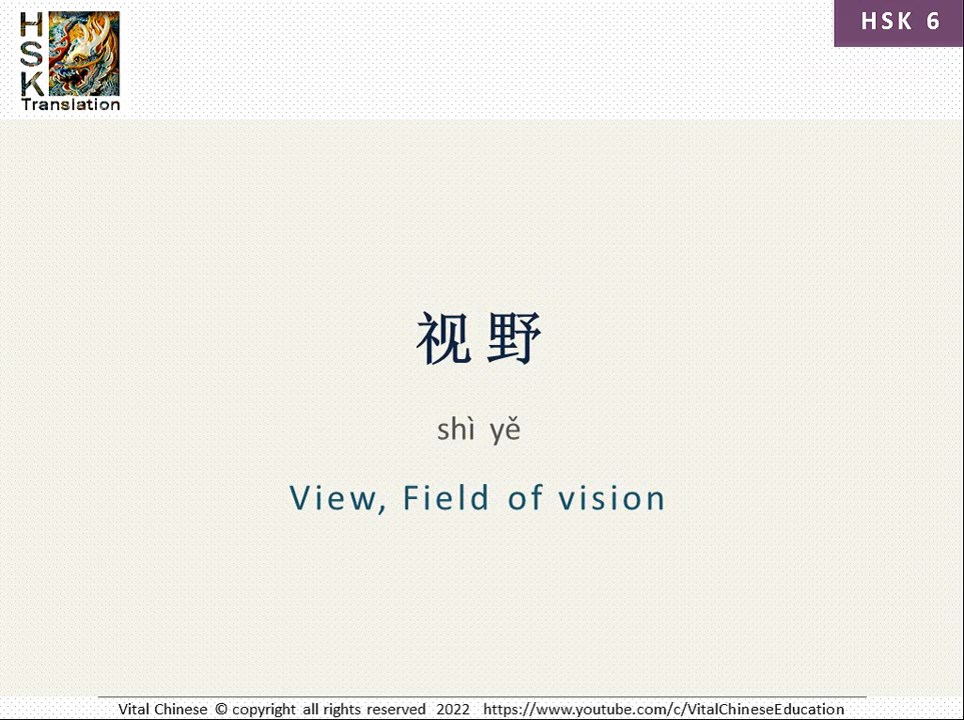 HSK
Translation
HSK 6
视野
shì yě
View, Field of vision
Vital Chinese © copyright all rights reserved 2022 https://www.youtube.com/c/VitalChineseEducation